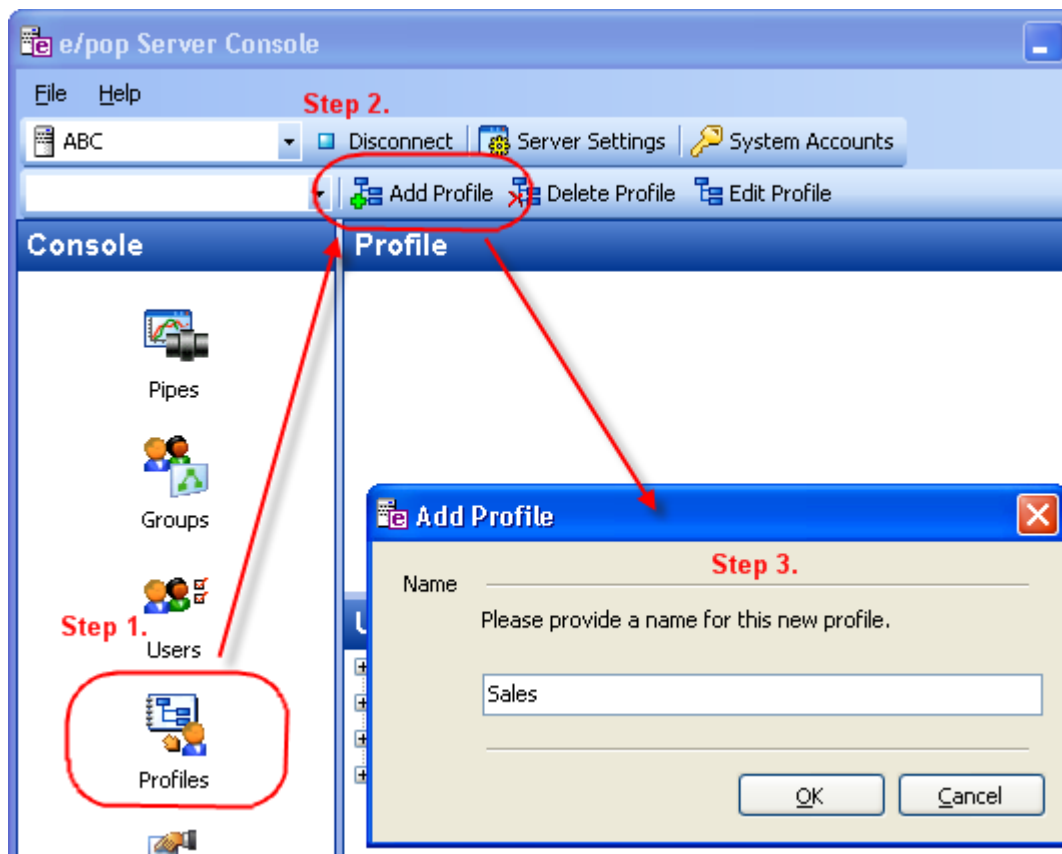 e/pop Server Console
File Help
Step 2.
ABC Disconnect Server Settings System Accounts
Add Profile Delete Profile Edit Profile
Console Profile
Pipes
Groups
Add Profile
Step 3.
Name
Please provide a name for this new profile.
Step 1.
Users
Sales
Profiles
OK Cancel